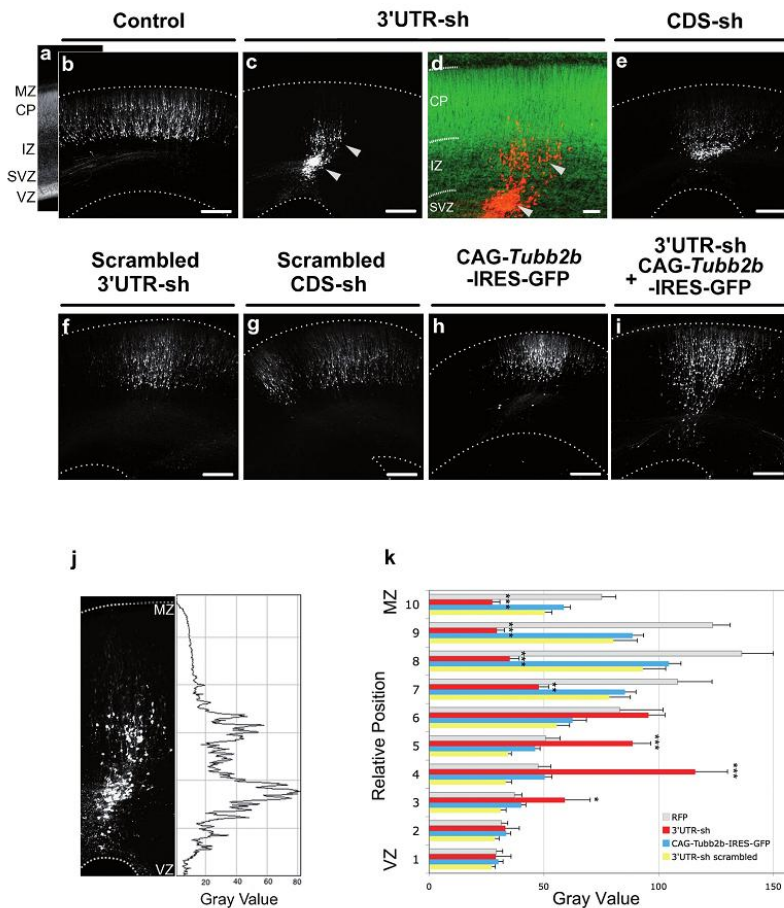 Control
3'UTR-sh
CDS-sh
a
b
c
d
e
MZ
CP
IZ
SVZ
VZ
CP
IZ
SVZ
Scrambled
3'UTR-sh
Scrambled
CDS-sh
CAG-Tubb2b
-IRES-GFP
3'UTR-sh
+ CAG-Tubb2b
-IRES-GFP
f
g
h
i
j
MZ
VZ
20 40 60 80
Gray Value
k
MZ
Relative Position
VZ
10
9
8
7
6
5
4
3
2
1
***
***
***
**
***
***
*
RFP
3'UTR-sh
CAG-Tubb2b-IRES-GFP
3'UTR-sh scrambled
0 50 100 150
Gray Value